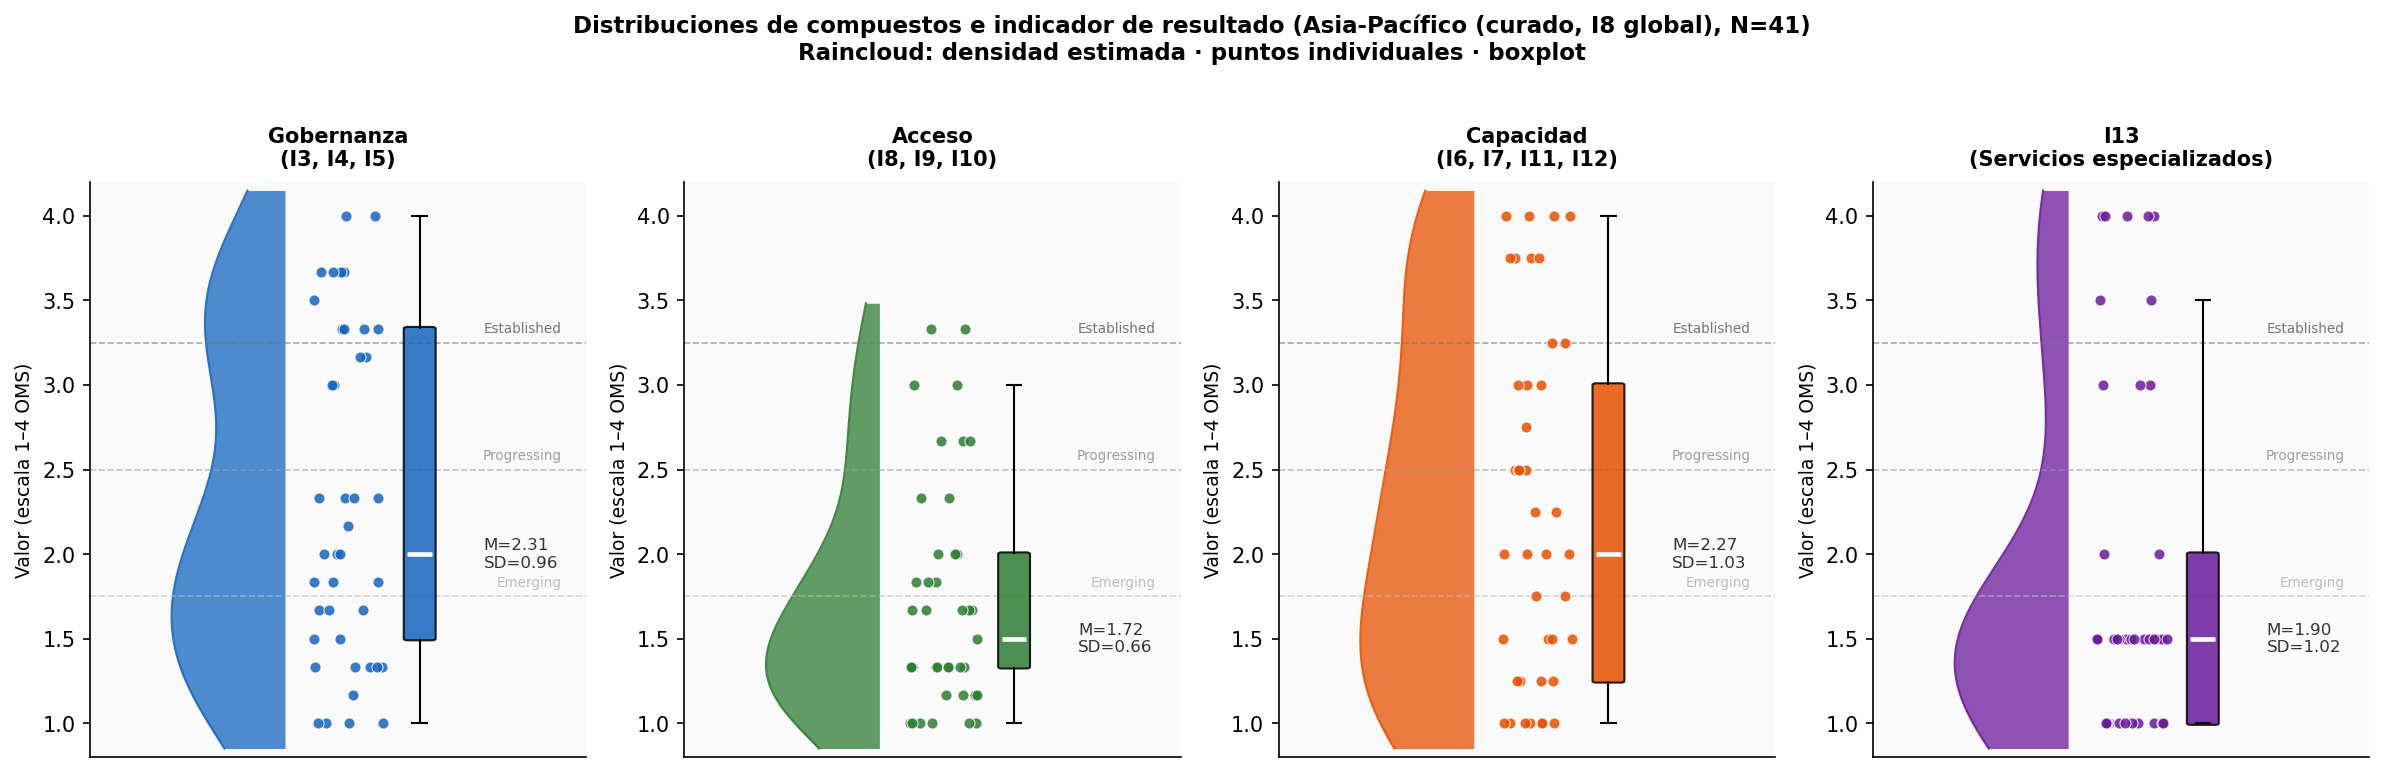 Distribuciones de compuestos e indicador de resultado (Asia-Pacífico (curado, I8 global), N=41)
Raincloud: densidad estimada · puntos individuales · boxplot
Gobernanza
(I3, I4, I5)
Valor (escala 1–4 OMS)
4.0
3.5
3.0
2.5
2.0
1.5
1.0
Established
Progressing
M=2.31
SD=0.96
Emerging
Acceso
(I8, I9, I10)
Valor (escala 1–4 OMS)
4.0
3.5
3.0
2.5
2.0
1.5
1.0
Established
Progressing
Emerging
M=1.72
SD=0.66
Capacidad
(I6, I7, I11, I12)
Valor (escala 1–4 OMS)
4.0
3.5
3.0
2.5
2.0
1.5
1.0
Established
Progressing
M=2.27
SD=1.03
Emerging
I13
(Servicios especializados)
Valor (escala 1–4 OMS)
4.0
3.5
3.0
2.5
2.0
1.5
1.0
Established
Progressing
Emerging
M=1.90
SD=1.02